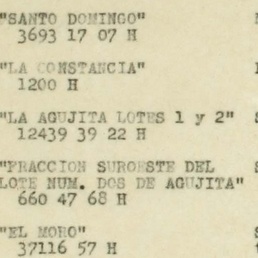 "SANTO DOMINGO"
3693 17 07 H
"LA CONSTANCIA"
1200 H
"LA AGUJITA LOTES 1 y 2"
12439 39 22 H
"FRACCION SUROESTE DEL
LOTE NUM. DOS DE AGUJITA"
660 47 68 H
"EL MORO"
37116 57 H